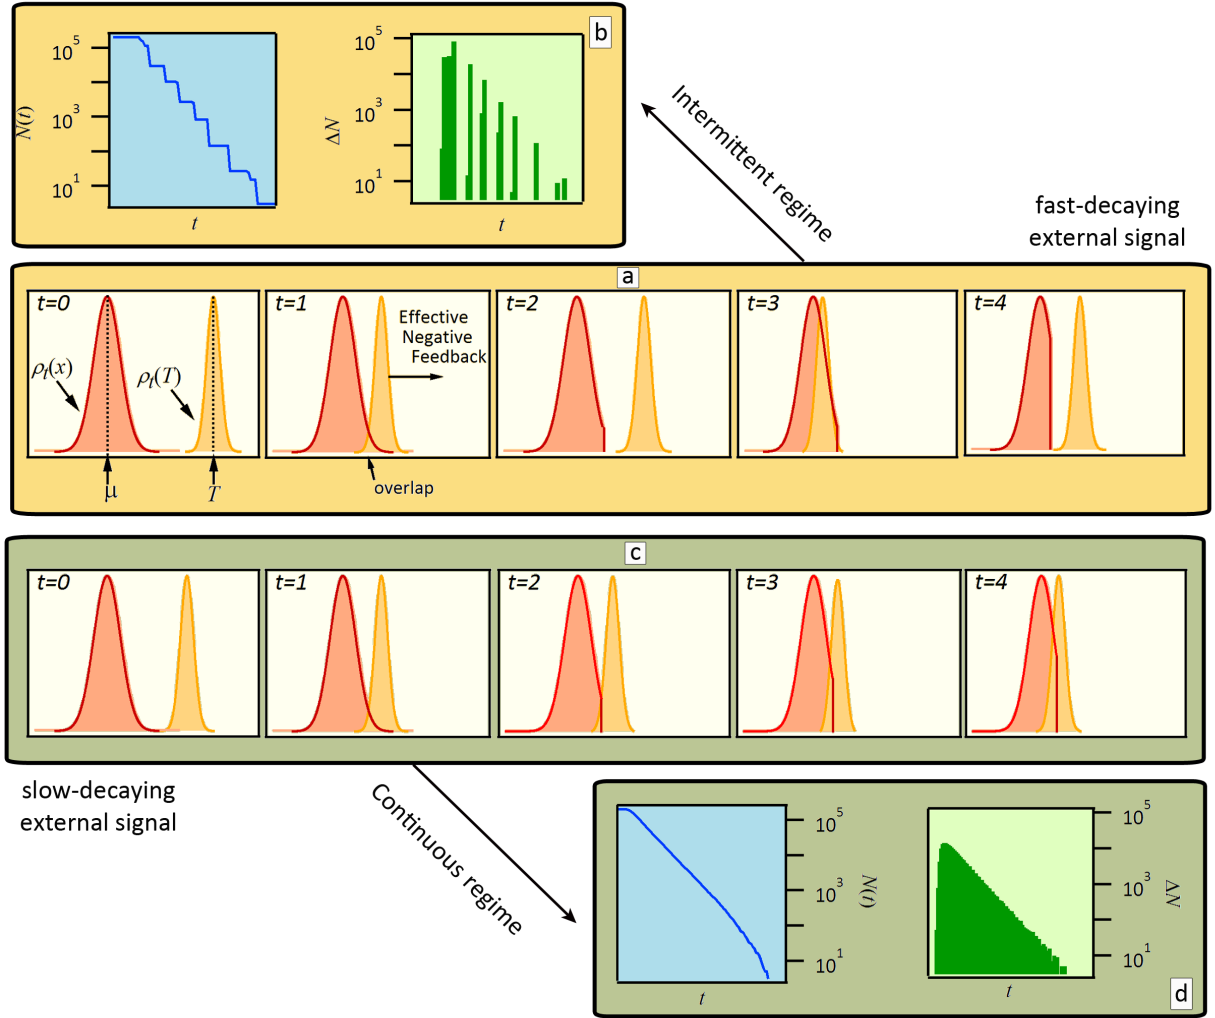 b
10^5
10^3
10^1
N(t)
t
10^5
10^3
10^1
ΔN
t
Intermittent regime
fast-decaying
external signal
a
t=0
ρ_t(x)
ρ_t(T)
μ
T
t=1
Effective
Negative
Feedback
overlap
t=2
t=3
t=4
c
t=0
t=1
t=2
t=3
t=4
slow-decaying
external signal
Continuous regime
10^5
10^3
10^1
N(t)
t
10^5
10^3
10^1
ΔN
t
d